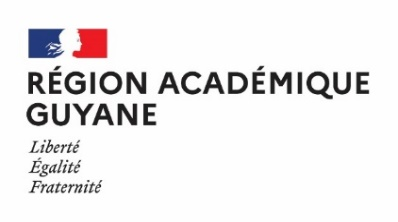 RÉGION ACADÉMIQUE
GUYANE
Liberté
Égalité
Fraternité